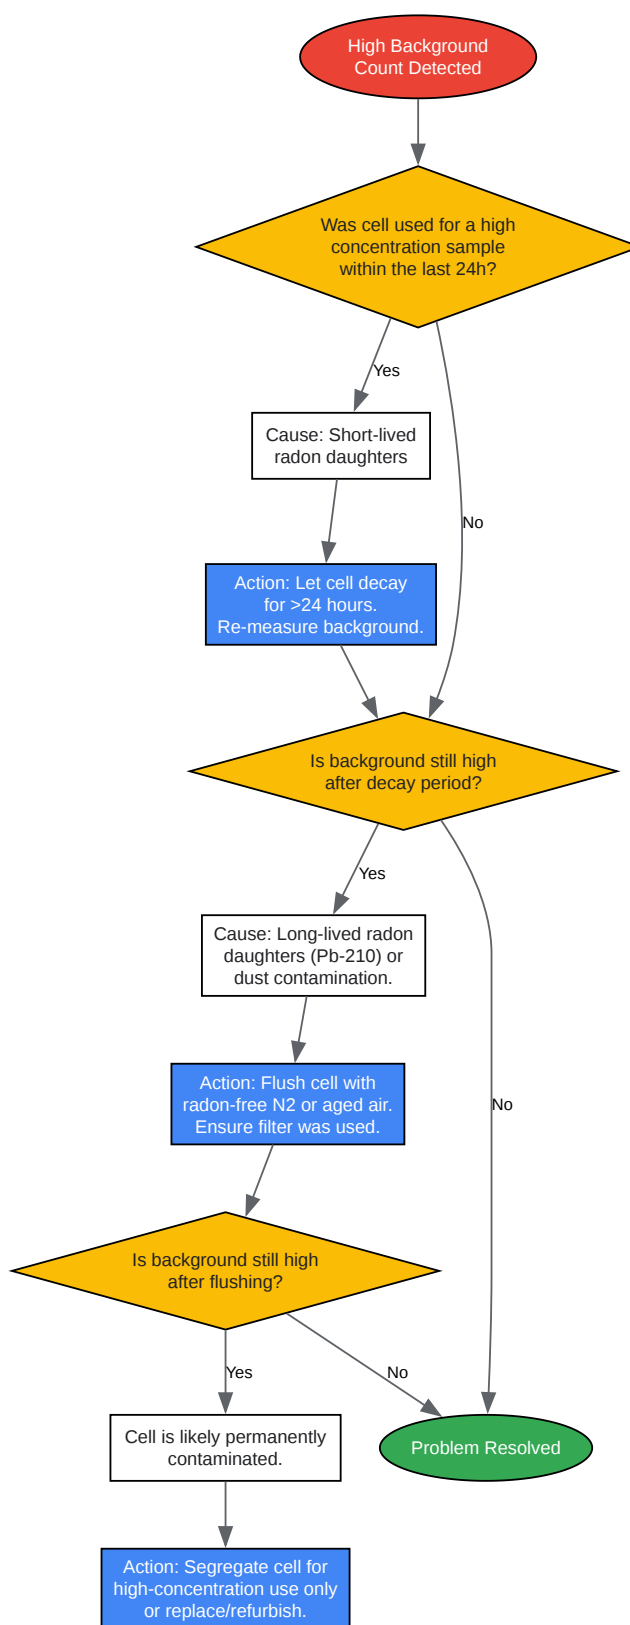 High Background
Count Detected
Was cell used for a high
concentration sample
within the last 24h?
Yes
Cause: Short-lived
radon daughters
No
Action: Let cell decay
for >24 hours.
Re-measure background.
Is background still high
after decay period?
Yes
Cause: Long-lived radon
daughters (Pb-210) or
dust contamination.
Action: Flush cell with
radon-free N2 or aged air.
Ensure filter was used.
No
Is background still high
after flushing?
Yes
No
Cell is likely permanently
contaminated.
Problem Resolved
Action: Segregate cell for
high-concentration use only
or replace/refurbish.